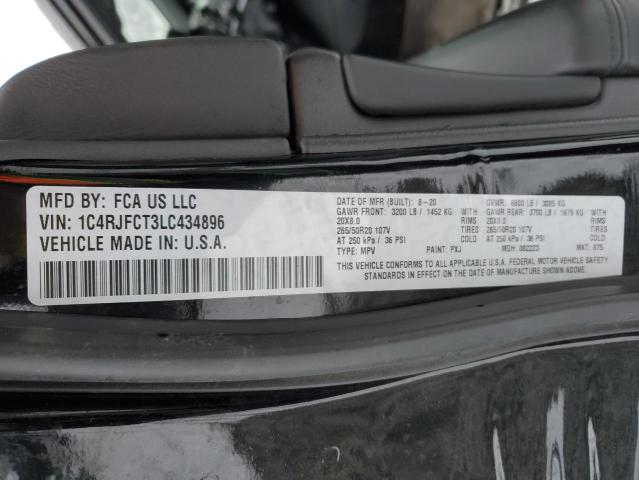 MFD BY: FCA US LLC
VIN: 1C4RJFCT3LC434896
VEHICLE MADE IN: U.S.A.
DATE OF MFR (BUILT): 8-20 GVWR: 6800 LB / 3085 KG
GAWR FRONT: 3200 LB / 1452 KG WITH GAWR REAR: 3700 LB / 1679 KG WITH
20X8.0 TIRES 20X8.0 TIRES
265/50R20 107V RIMS 265/50R20 107V RIMS
AT 250 kPa / 36 PSI COLD AT 250 kPa / 36 PSI COLD
TYPE: MPV PAINT: PXJ MDH: 082223 MNT: X75
THIS VEHICLE CONFORMS TO ALL APPLICABLE U.S.A. FEDERAL MOTOR VEHICLE SAFETY
STANDARDS IN EFFECT ON THE DATE OF MANUFACTURE SHOWN ABOVE.